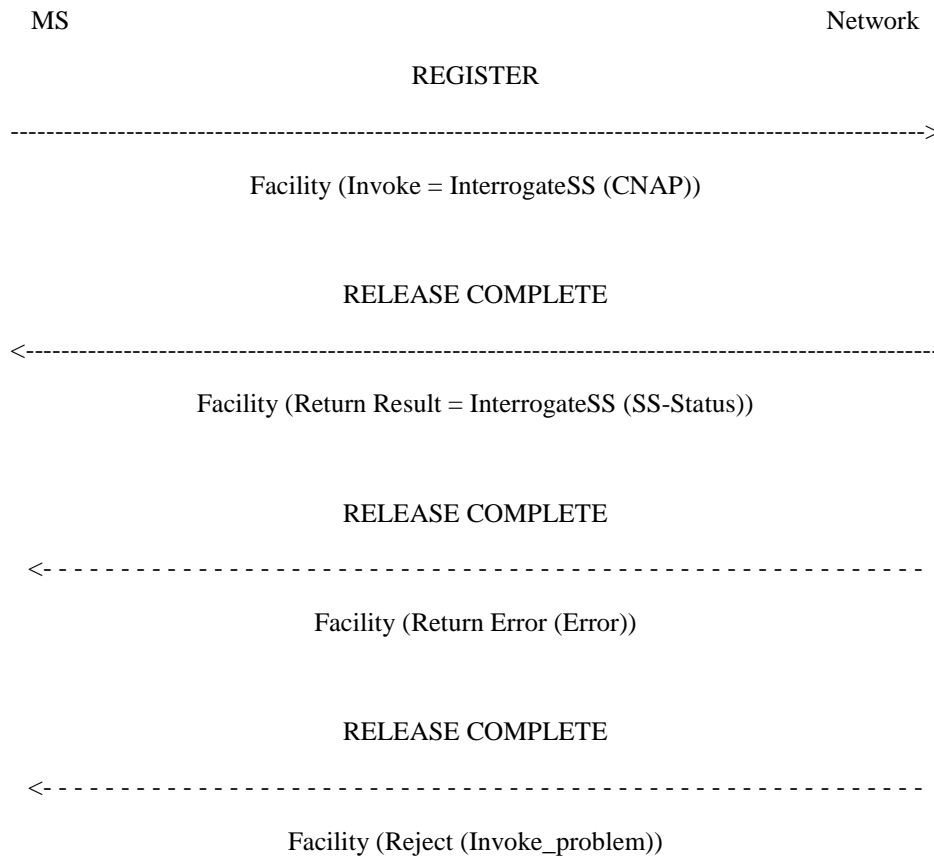 MS Network
REGISTER
---------------------------------------------------------------------------------------------------------->
Facility (Invoke = InterrogateSS (CNAP))
RELEASE COMPLETE
<----------------------------------------------------------------------------------------------------------
Facility (Return Result = InterrogateSS (SS-Status))
RELEASE COMPLETE
<- - - - - - - - - - - - - - - - - - - - - - - - - - - - - - - - - - - - - - - - - - - - - -
Facility (Return Error (Error))
RELEASE COMPLETE
<- - - - - - - - - - - - - - - - - - - - - - - - - - - - - - - - - - - - - - - - - - - - - -
Facility (Reject (Invoke_problem))